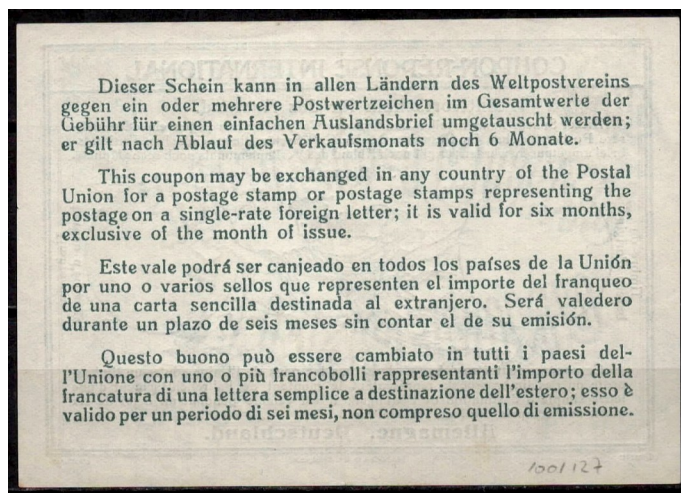 Dieser Schein kann in allen Ländern des Weltpostvereins
gegen ein oder mehrere Postwertzeichen im Gesamtwerte der
Gebühr für einen einfachen Auslandsbrief umgetauscht werden;
er gilt nach Ablauf des Verkaufsmonats noch 6 Monate.
This coupon may be exchanged in any country of the Postal
Union for a postage stamp or postage stamps representing the
postage on a single-rate foreign letter; it is valid for six months,
exclusive of the month of issue.
Este vale podrá ser canjeado en todos los países de la Unión
por uno o varios sellos que representen el importe del franqueo
de una carta sencilla destinada al extranjero. Será valedero
durante un plazo de seis meses sin contar el de su emisión.
Questo buono può essere cambiato in tutti i paesi del-
l'Unione con uno o più francobolli rappresentanti l'importo della
francatura di una lettera semplice a destinazione dell'estero; esso è
valido per un periodo di sei mesi, non compreso quello di emissione.
1001127